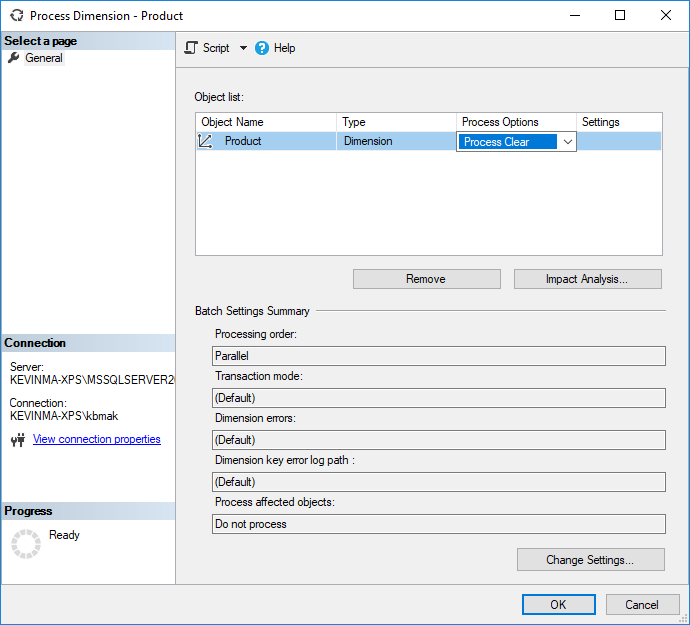 Process Dimension - Product
Select a page
General
Script
Help
Object list:
Object Name Type Process Options Settings
Product Dimension Process Clear
Remove Impact Analysis...
Batch Settings Summary
Processing order:
Parallel
Transaction mode:
(Default)
Dimension errors:
(Default)
Dimension key error log path :
(Default)
Process affected objects:
Do not process
Change Settings...
Connection
Server:
KEVINMA-XPS\MSSQLSERVER20
Connection:
KEVINMA-XPS\kbmak
View connection properties
Progress
Ready
OK Cancel